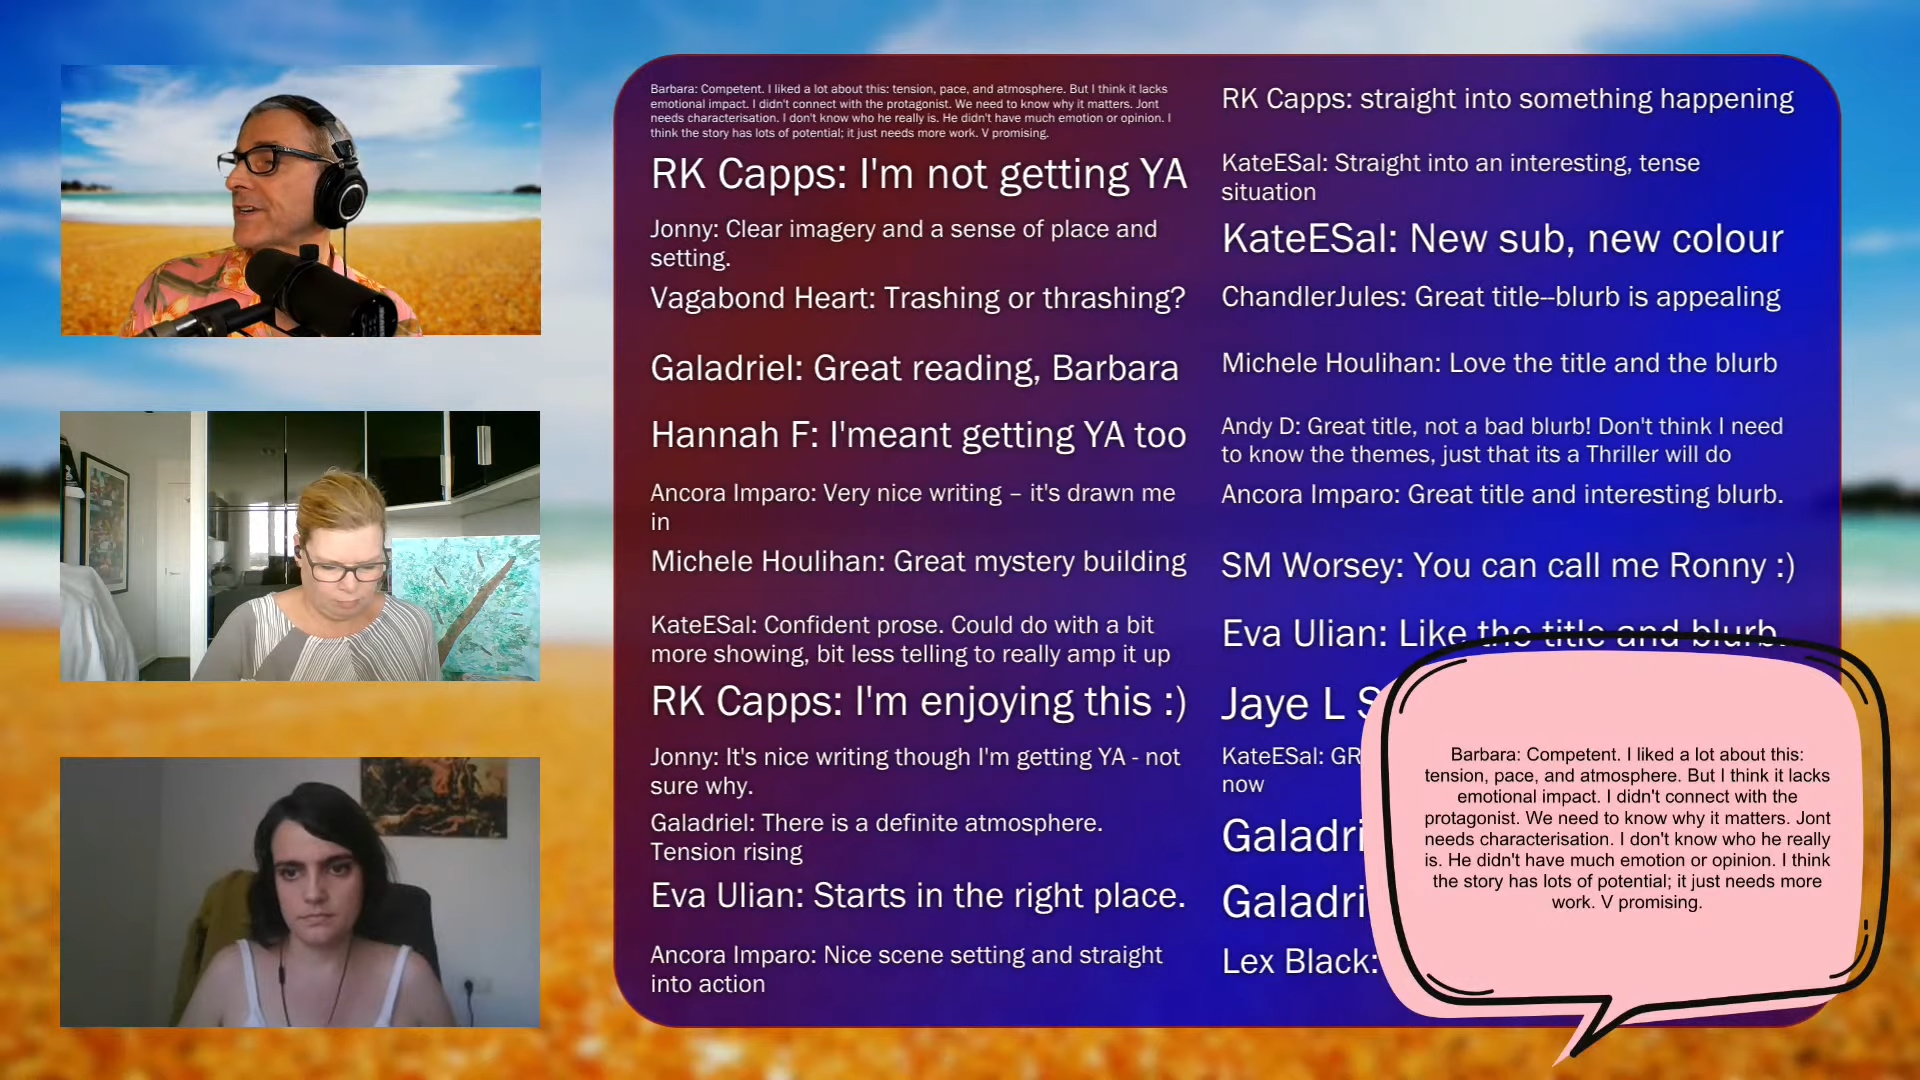 Barbara: Competent. I liked a lot about this: tension, pace, and atmosphere. But I think it lacks
emotional impact. I didn't connect with the protagonist. We need to know why it matters. Jont
needs characterisation. I don't know who he really is. He didn't have much emotion or opinion. I
think the story has lots of potential; it just needs more work. V promising.
RK Capps: I'm not getting YA
Jonny: Clear imagery and a sense of place and
setting.
Vagabond Heart: Trashing or thrashing?
Galadriel: Great reading, Barbara
Hannah F: I'meant getting YA too
Ancora Imparo: Very nice writing – it's drawn me
in
Michele Houlihan: Great mystery building
KateESal: Confident prose. Could do with a bit
more showing, bit less telling to really amp it up
RK Capps: I'm enjoying this :)
Jonny: It's nice writing though I'm getting YA - not
sure why.
Galadriel: There is a definite atmosphere.
Tension rising
Eva Ulian: Starts in the right place.
Ancora Imparo: Nice scene setting and straight
into action
RK Capps: straight into something happening
KateESal: Straight into an interesting, tense
situation
KateESal: New sub, new colour
ChandlerJules: Great title--blurb is appealing
Michele Houlihan: Love the title and the blurb
Andy D: Great title, not a bad blurb! Don't think I need
to know the themes, just that its a Thriller will do
Ancora Imparo: Great title and interesting blurb.
SM Worsey: You can call me Ronny :)
Eva Ulian: Like the title and blurb.
Jaye L
KateESal:
now
Lex Black:
Barbara: Competent. I liked a lot about this:
tension, pace, and atmosphere. But I think it lacks
emotional impact. I didn't connect with the
protagonist. We need to know why it matters. Jont
needs characterisation. I don't know who he really
is. He didn't have much emotion or opinion. I think
the story has lots of potential; it just needs more
work. V promising.